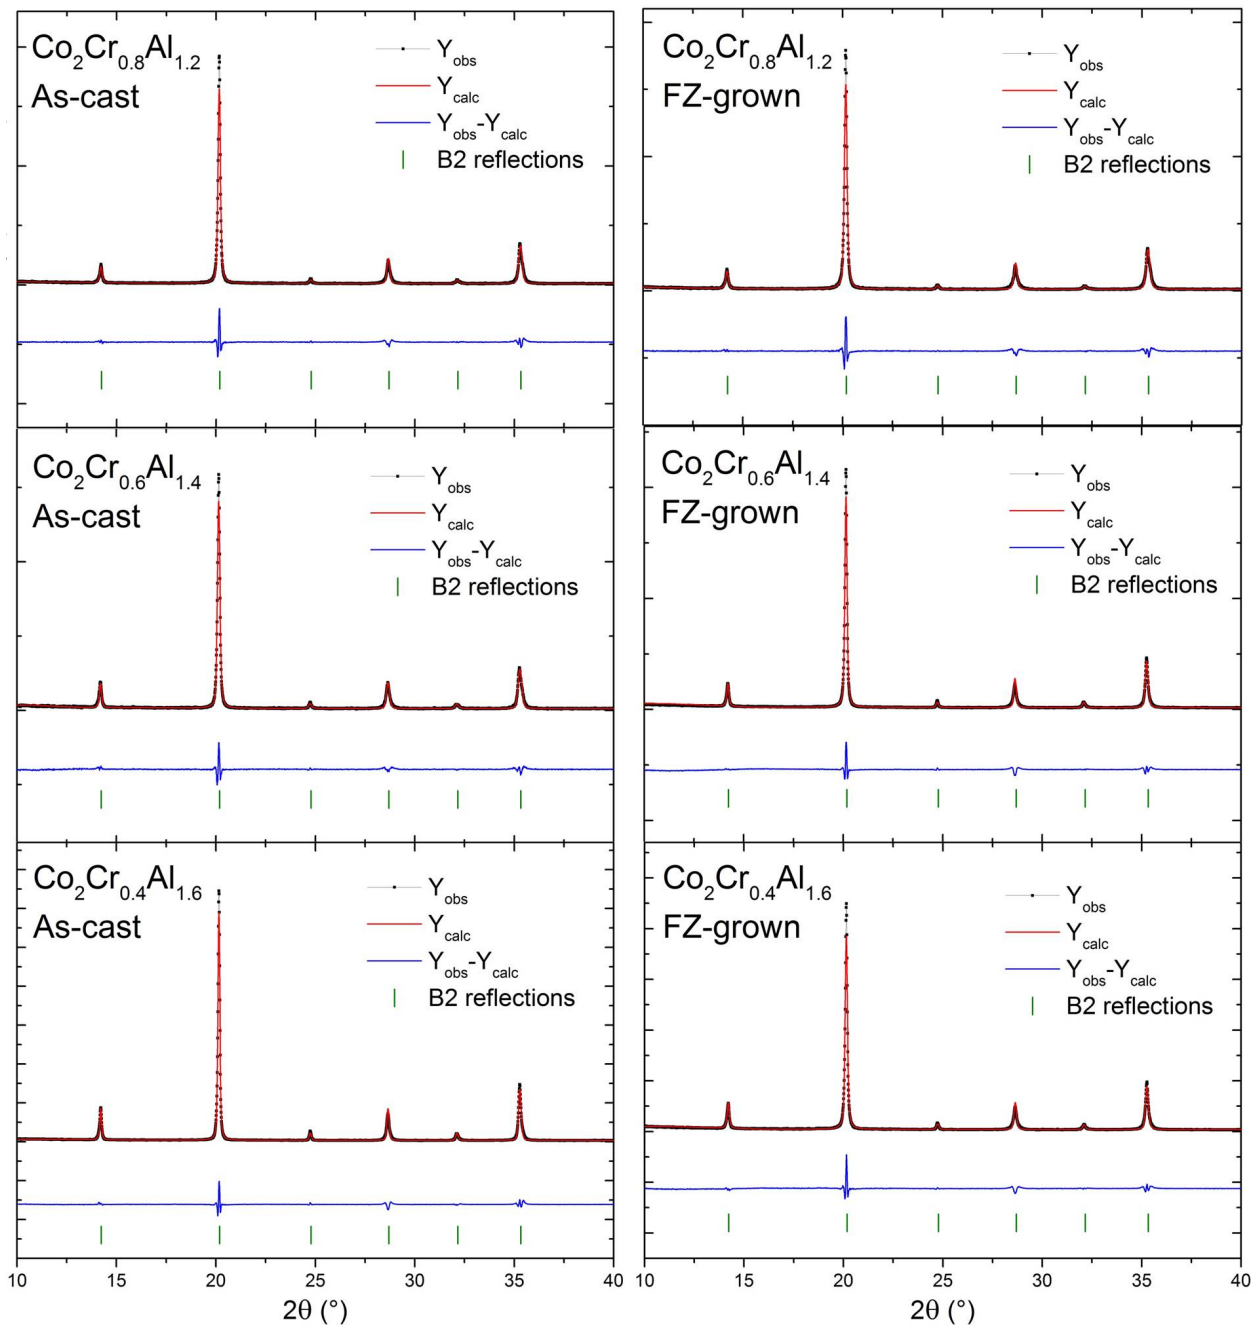 Co2Cr0.8Al1.2
As-cast
Yobs
Ycalc
Yobs-Ycalc
B2 reflections
Co2Cr0.8Al1.2
FZ-grown
Yobs
Ycalc
Yobs-Ycalc
B2 reflections
Co2Cr0.6Al1.4
As-cast
Yobs
Ycalc
Yobs-Ycalc
B2 reflections
Co2Cr0.6Al1.4
FZ-grown
Yobs
Ycalc
Yobs-Ycalc
B2 reflections
Co2Cr0.4Al1.6
As-cast
Yobs
Ycalc
Yobs-Ycalc
B2 reflections
10 15 20 25 30 35 40
2θ (°)
Co2Cr0.4Al1.6
FZ-grown
Yobs
Ycalc
Yobs-Ycalc
B2 reflections
10 15 20 25 30 35 40
2θ (°)